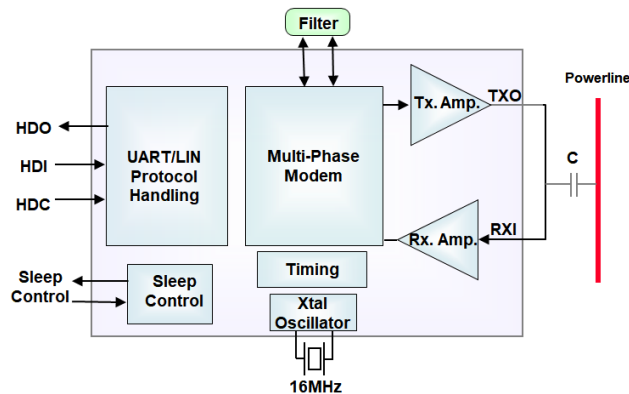 Filter
Powerline
Tx. Amp.
TXO
HDO
HDI
HDC
UART/LIN
Protocol
Handling
Multi-Phase
Modem
C
Rx. Amp.
RXI
Sleep
Control
Sleep
Control
Timing
Xtal
Oscillator
16MHz